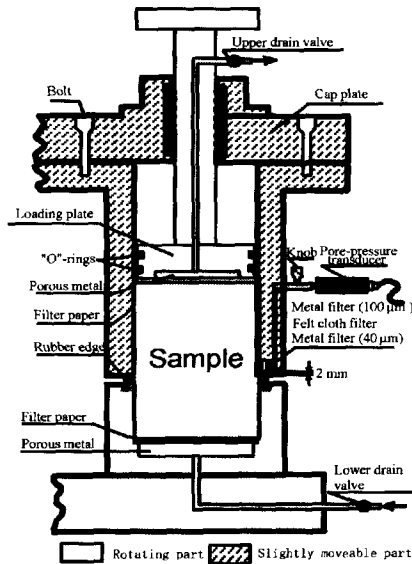 Upper drain valve
Bolt
Cap plate
Loading plate
"O"-rings
Knob
Pore-pressure
transducer
Porous metal
Metal filter (100 μm)
Filter paper
Felt cloth filter
Rubber edge
Metal filter (40 μm)
Sample
2 mm
Filter paper
Porous metal
Lower drain
valve
Rotating part
Slightly moveable part